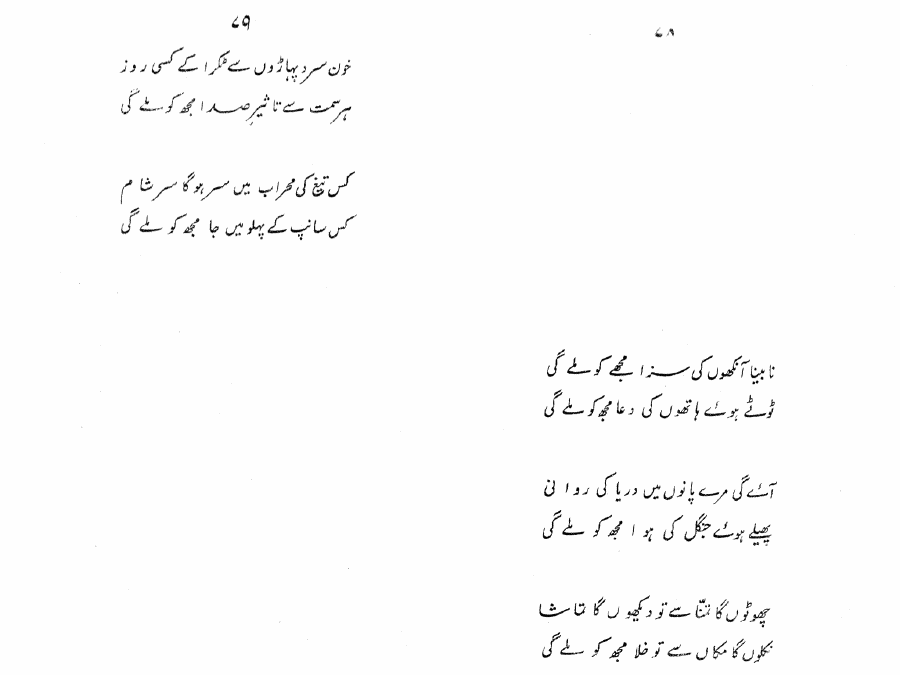 ۷۸
نابینا آنکھوں کی سزا مجھے کو ملے گی
ٹوٹے ہوئے ہاتھوں کی دعا مجھ کو ملے گی
آئے گی مرے پانوں میں دریا کی روانی
پھیلے ہوئے جنگل کی ہوا مجھ کو ملے گی
چھوٹوں گا تمنّا سے تو دیکھوں گا تماشا
نکلوں گا مکاں سے تو خلا مجھ کو ملے گی
۷۹
خون سرد پہاڑوں سے ٹکرا کے کسی روز
ہر سمت سے تاثیرِ صدا مجھ کو ملے گی
کس تیغ کی محراب میں سر ہو گا سرِ شام
کس سانپ کے پہلو میں جا مجھ کو ملے گی